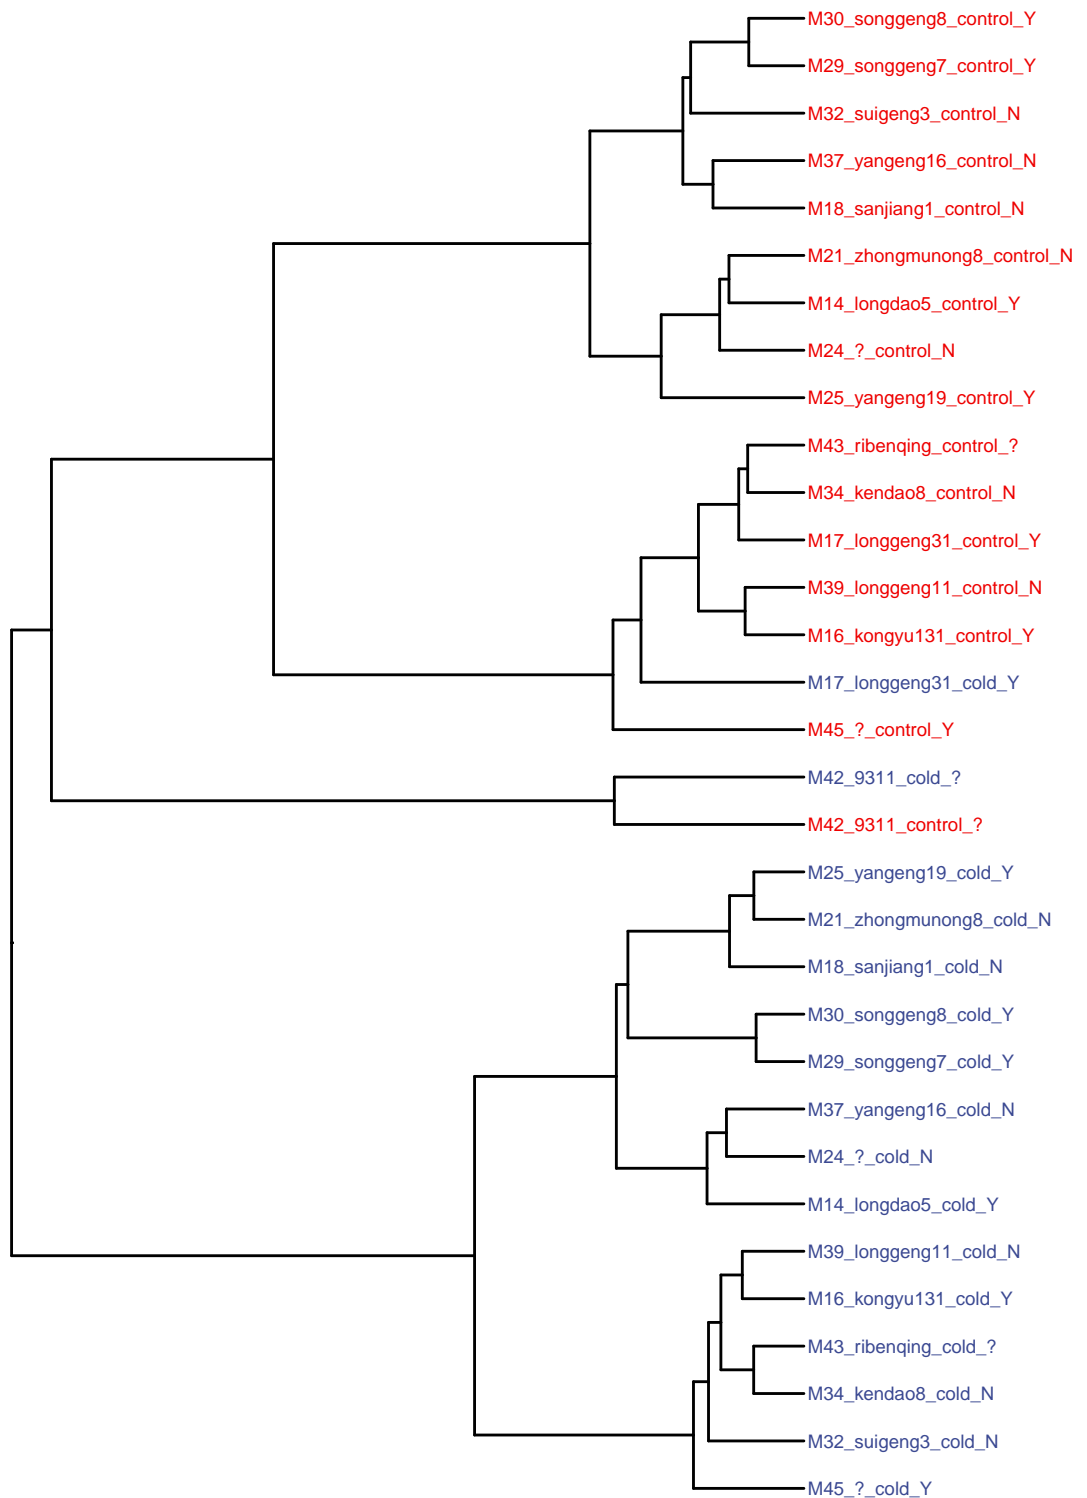 M30_songgeng8_control_Y
M29_songgeng7_control_Y
M32_suigeng3_control_N
M37_yangeng16_control_N
M18_sanjiang1_control_N
M21_zhongmunong8_control_N
M14_longdao5_control_Y
M24_?_control_N
M25_yangeng19_control_Y
M43_ribenqing_control_?
M34_kendao8_control_N
M17_longgeng31_control_Y
M39_longgeng11_control_N
M16_kongyu131_control_Y
M17_longgeng31_cold_Y
M45_?_control_Y
M42_9311_cold_?
M42_9311_control_?
M25_yangeng19_cold_Y
M21_zhongmunong8_cold_N
M18_sanjiang1_cold_N
M30_songgeng8_cold_Y
M29_songgeng7_cold_Y
M37_yangeng16_cold_N
M24_?_cold_N
M14_longdao5_cold_Y
M39_longgeng11_cold_N
M16_kongyu131_cold_Y
M43_ribenqing_cold_?
M34_kendao8_cold_N
M32_suigeng3_cold_N
M45_?_cold_Y